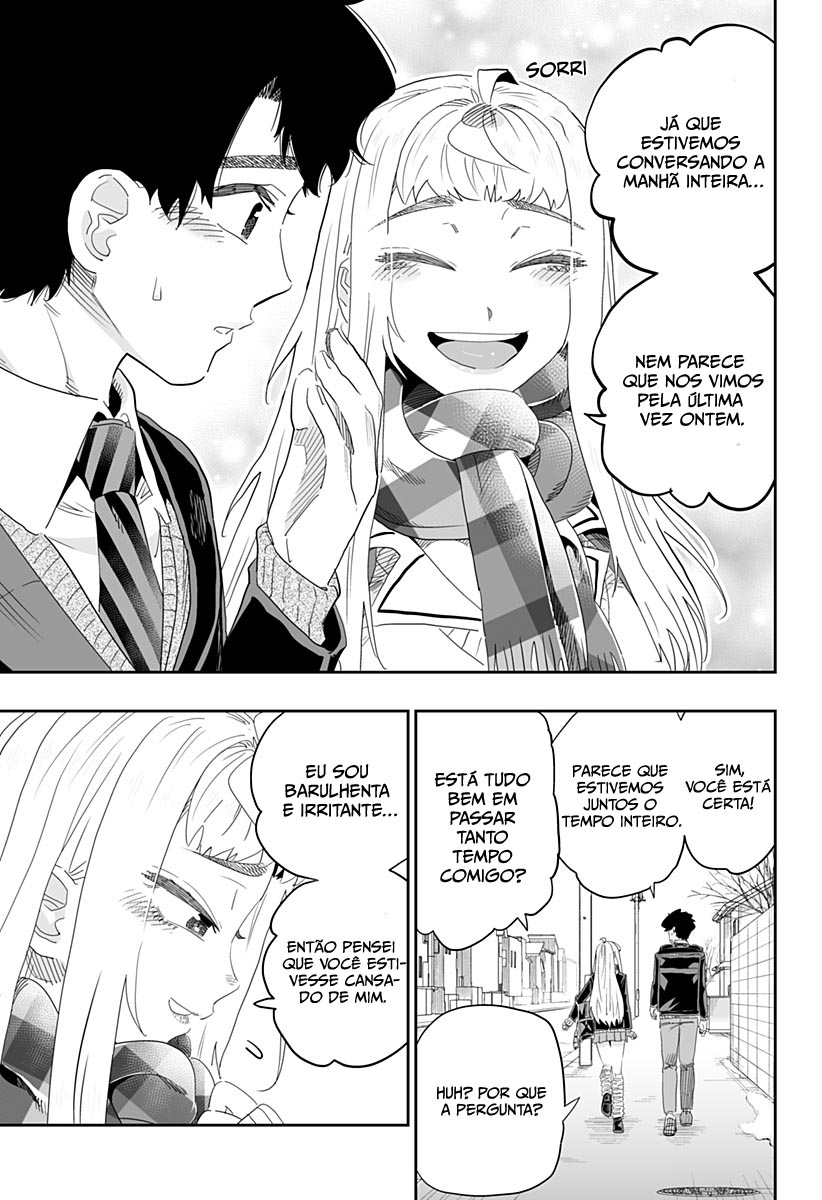 SORRI
JÁ QUE
ESTIVEMOS
CONVERSANDO A
MANHÃ INTEIRA...
NEM PARECE
QUE NOS VIMOS
PELA ÚLTIMA
VEZ ONTEM.
SIM,
VOCÊ ESTÁ
CERTA!
PARECE QUE
ESTIVEMOS
JUNTOS O
TEMPO INTEIRO.
ESTÁ TUDO
BEM EM
PASSAR
TANTO
TEMPO
COMIGO?
HUH? POR QUE
A PERGUNTA?
EU SOU
BARULHENTA
E IRRITANTE...
ENTÃO PENSEI
QUE VOCÊ ESTI-
VESSE CANSA-
DO DE MIM.